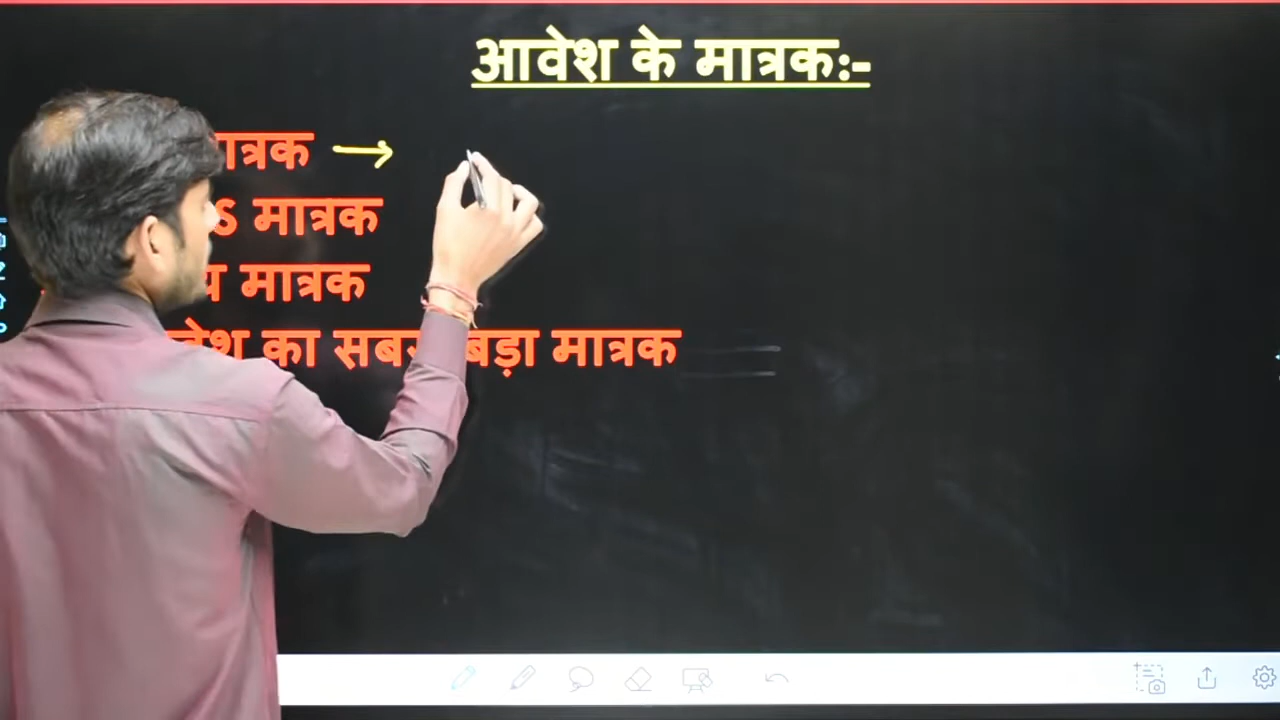 आवेश के मात्रक:-
मात्रक →
S मात्रक
मात्रक
का बड़ा मात्रक